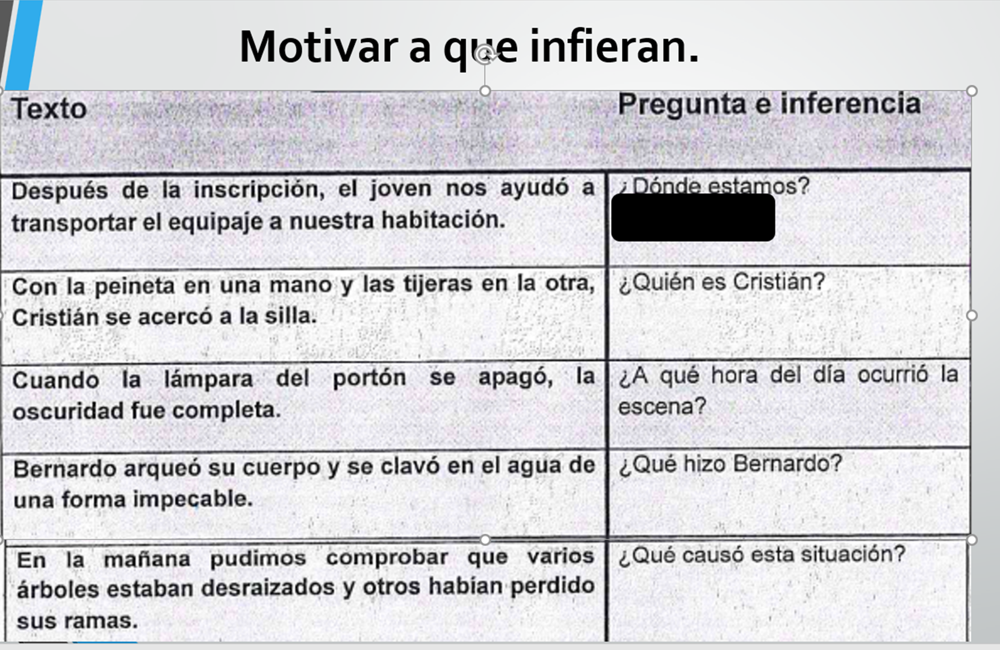 Motivar a que infieran.
Texto
Pregunta e inferencia
Después de la inscripción, el joven nos ayudó a
transportar el equipaje a nuestra habitación.
¿Dónde estamos?
Con la peineta en una mano y las tijeras en la otra,
Cristián se acercó a la silla.
¿Quién es Cristián?
Cuando la lámpara del portón se apagó, la
oscuridad fue completa.
¿A qué hora del día ocurrió la
escena?
Bernardo arqueó su cuerpo y se clavó en el agua de
una forma impecable.
¿Qué hizo Bernardo?
En la mañana pudimos comprobar que varios
árboles estaban desraizados y otros habían perdido
sus ramas.
¿Qué causó esta situación?